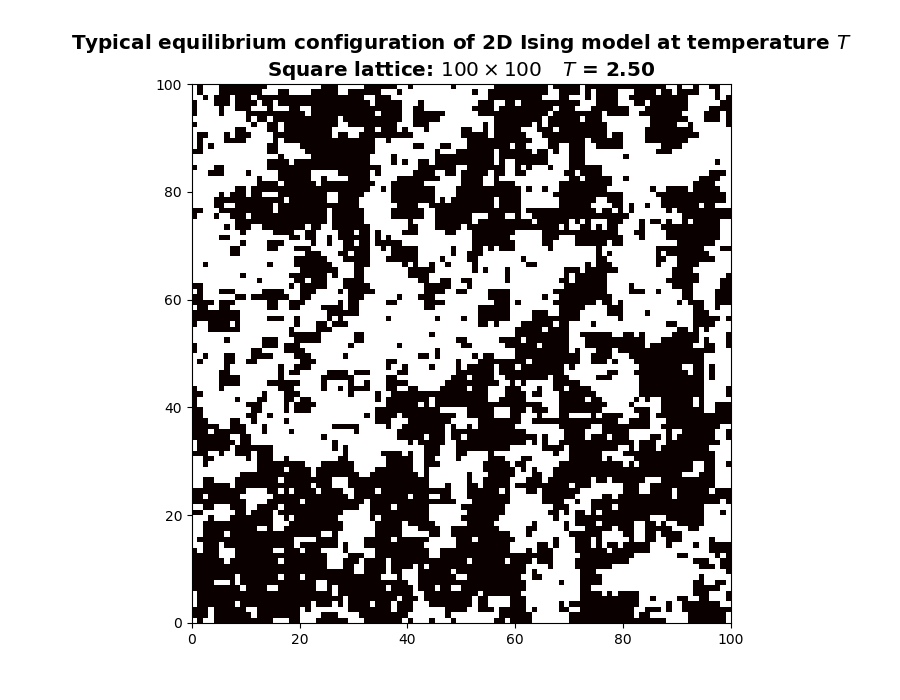 Typical equilibrium configuration of 2D Ising model at temperature T
Square lattice: 100 × 100 T = 2.50
100
80
60
40
20
0
0 20 40 60 80 100